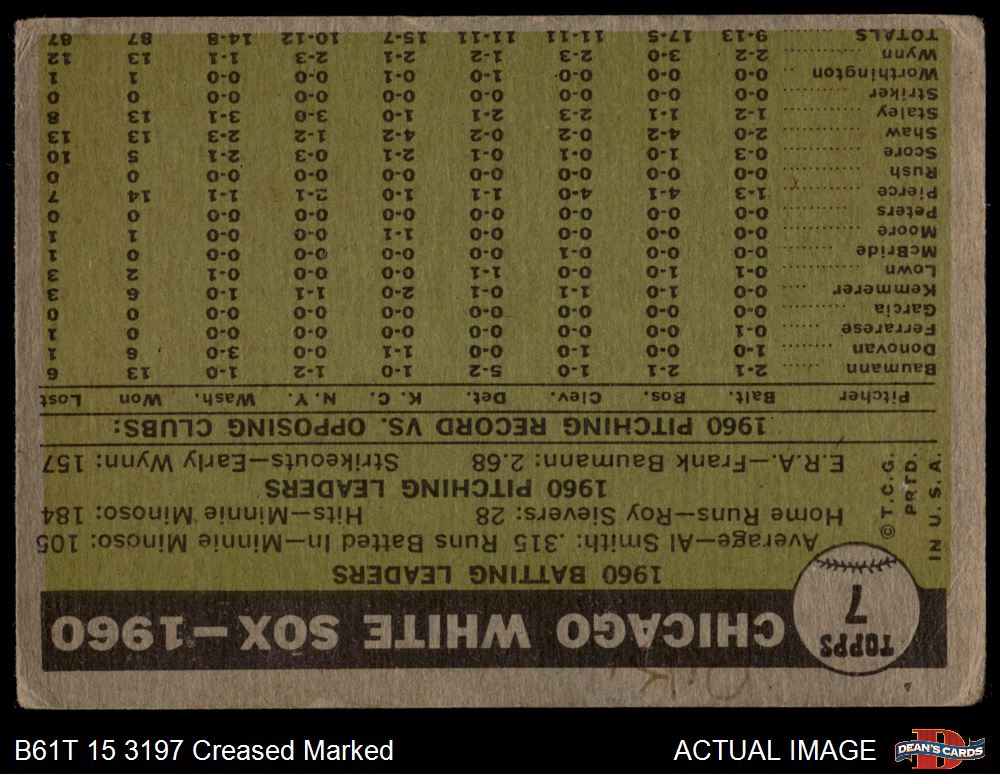 TOPPS
7
CHICAGO WHITE SOX—1960
1960 BATTING LEADERS
Average—Al Smith: .315 Runs Batted In—Minnie Minoso: 105
Home Runs—Roy Sievers: 28 Hits—Minnie Minoso: 184
1960 PITCHING LEADERS
E.R.A.—Frank Baumann: 2.68 Strikeouts—Early Wynn: 157
© T.C.G.
PRTD.
IN U.S.A.
1960 PITCHING RECORD VS. OPPOSING CLUBS:
Pitcher Balt. Bos. Clev. Det. K. C. N. Y. Wash. Won Lost
Baumann 2-1 2-1 1-0 5-2 1-0 1-2 1-0 13 6
Donovan 1-0 0-0 1-0 0-0 1-1 0-0 3-0 6 1
Ferrarese 0-1 0-0 0-0 0-0 0-0 0-0 0-0 0 1
Garcia 0-0 0-0 0-0 0-0 0-0 0-0 0-0 0 0
Kemmerer 0-0 1-0 1-1 0-1 2-0 1-1 1-0 6 3
Lown 0-1 1-0 0-0 1-1 0-0 0-0 0-1 2 3
McBride 0-0 0-0 0-1 0-0 0-0 0-0 0-0 0 1
Moore 0-0 0-0 0-0 0-0 1-1 0-0 0-0 1 1
Peters 0-0 0-0 0-0 0-0 0-0 0-0 0-0 0 0
Pierce 1-3 4-1 4-0 1-1 1-0 2-1 1-1 14 7
Rush 0-0 0-0 0-0 0-0 0-0 0-0 0-0 0 0
Score 0-3 1-0 0-1 0-1 2-1 0-3 2-1 5 10
Shaw 2-0 4-2 0-2 0-2 4-2 1-2 2-3 13 13
Staley 1-2 1-1 2-3 2-1 1-0 3-0 3-1 13 8
Striker 0-0 0-0 0-0 0-0 0-0 0-0 0-0 0 0
Worthington 0-0 0-0 0-0 1-0 0-1 0-0 0-0 1 1
Wynn 2-2 3-0 2-3 1-2 2-1 2-3 1-1 13 12
TOTALS 9-13 17-5 11-11 11-11 15-7 10-12 14-8 87 87
B61T 15 3197 Creased Marked
ACTUAL IMAGE
DEAN'S CARDS